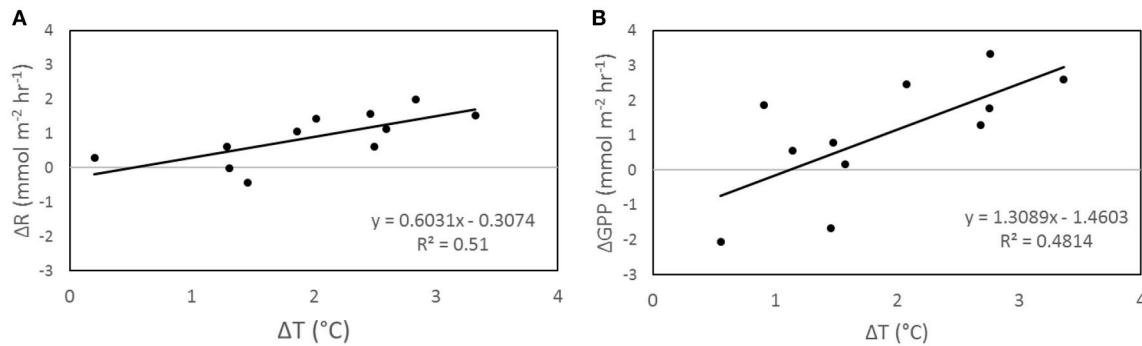 A
4
3
2
1
0
-1
-2
-3
ΔR (mmol m⁻² hr⁻¹)
y = 0.6031x - 0.3074
R² = 0.51
0 1 2 3 4
ΔT (°C)
B
4
3
2
1
0
-1
-2
-3
ΔGPP (mmol m⁻² hr⁻¹)
y = 1.3089x - 1.4603
R² = 0.4814
0 1 2 3 4
ΔT (°C)